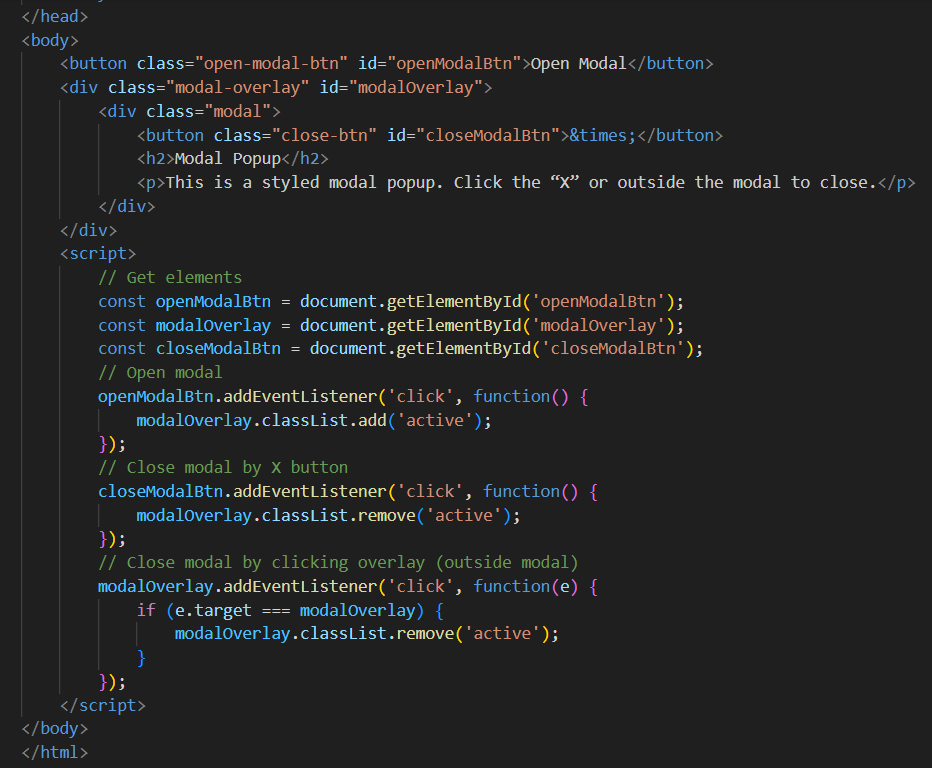 </head>
<body>
    <button class="open-modal-btn" id="openModalBtn">Open Modal</button>
    <div class="modal-overlay" id="modalOverlay">
        <div class="modal">
            <button class="close-btn" id="closeModalBtn">&times;</button>
            <h2>Modal Popup</h2>
            <p>This is a styled modal popup. Click the “X” or outside the modal to close.</p>
        </div>
    </div>
    <script>
        // Get elements
        const openModalBtn = document.getElementById('openModalBtn');
        const modalOverlay = document.getElementById('modalOverlay');
        const closeModalBtn = document.getElementById('closeModalBtn');
        // Open modal
        openModalBtn.addEventListener('click', function() {
            modalOverlay.classList.add('active');
        });
        // Close modal by X button
        closeModalBtn.addEventListener('click', function() {
            modalOverlay.classList.remove('active');
        });
        // Close modal by clicking overlay (outside modal)
        modalOverlay.addEventListener('click', function(e) {
            if (e.target === modalOverlay) {
                modalOverlay.classList.remove('active');
            }
        });
    </script>
</body>
</html>